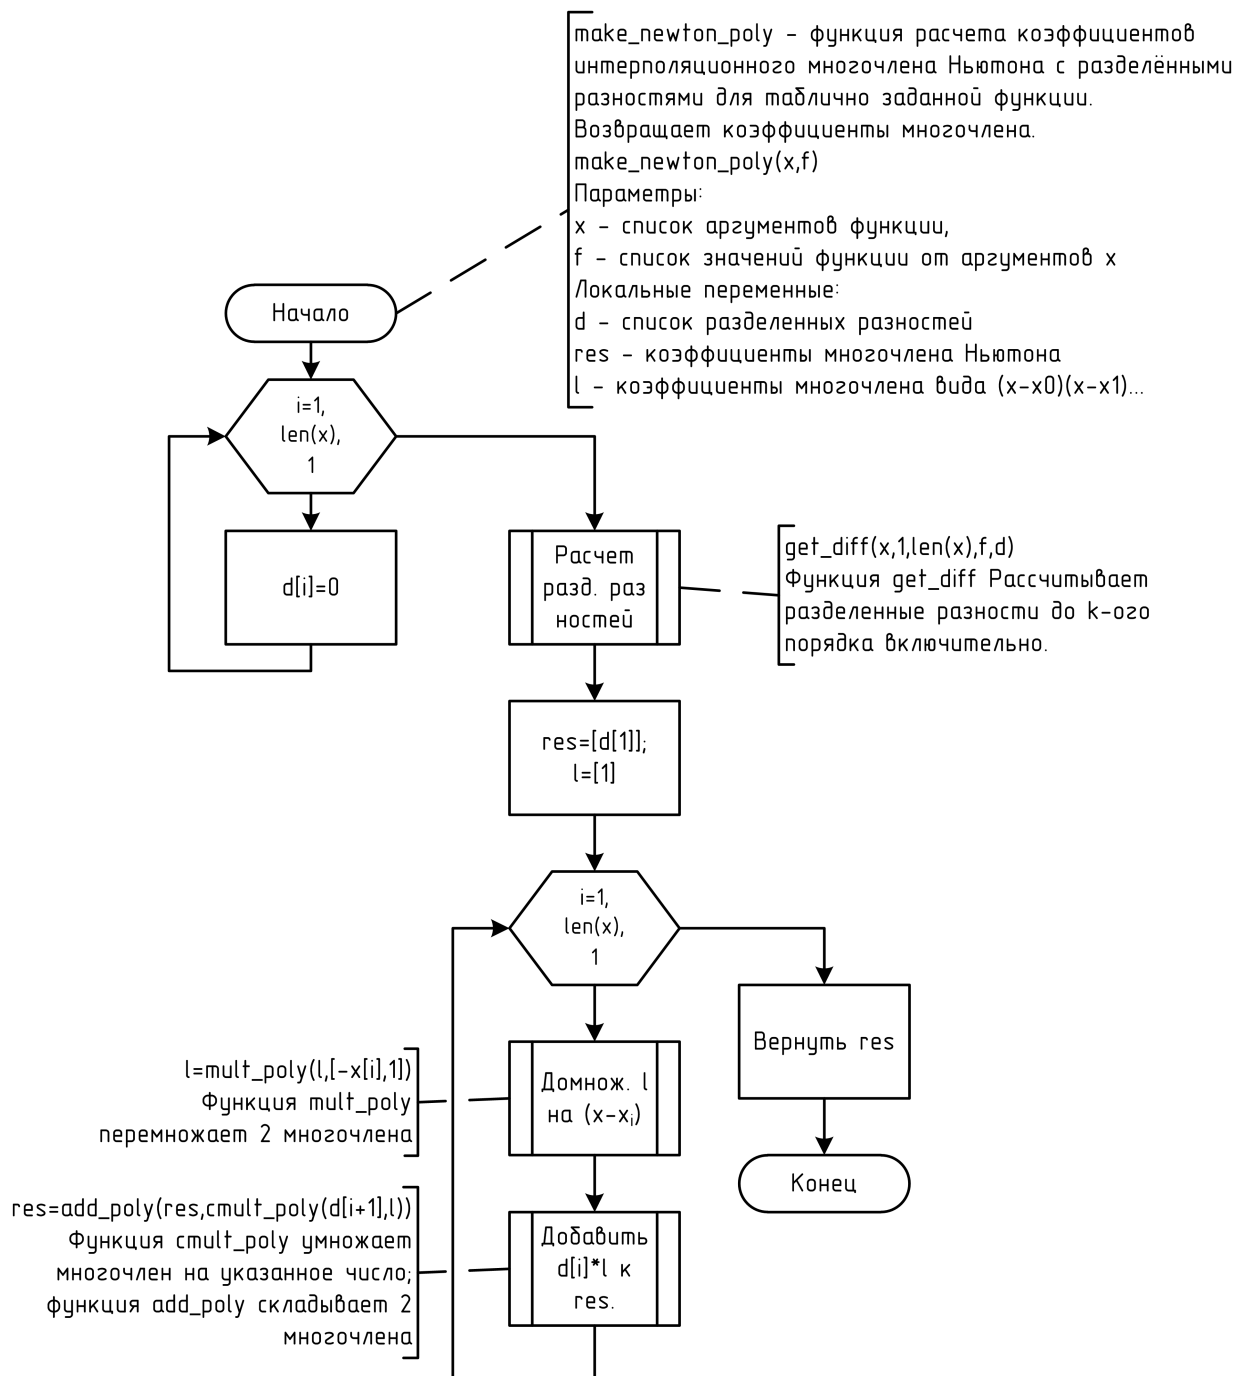 make_newton_poly – функция расчета коэффициентов
интерполяционного многочлена Ньютона с разделёнными
разностями для таблично заданной функции.
Возвращает коэффициенты многочлена.
make_newton_poly(x,f)
Параметры:
x – список аргументов функции,
f – список значений функции от аргументов x
Локальные переменные:
d – список разделенных разностей
res – коэффициенты многочлена Ньютона
l – коэффициенты многочлена вида (x-x0)(x-x1)...
Начало
i=1,
len(x),
1
d[i]=0
Расчет
разд. раз
ностей
get_diff(x,1,len(x),f,d)
Функция get_diff Рассчитывает
разделенные разности до k-ого
порядка включительно.
res=[d[1]];
l=[1]
i=1,
len(x),
1
Вернуть res
l=mult_poly(l,[-x[i],1])
Функция mult_poly
перемножает 2 многочлена
Домнож. l
на (x-xᵢ)
Конец
res=add_poly(res,cmult_poly(d[i+1],l))
Функция cmult_poly умножает
многочлен на указанное число;
функция add_poly складывает 2
многочлена
Добавить
d[i]*l к
res.